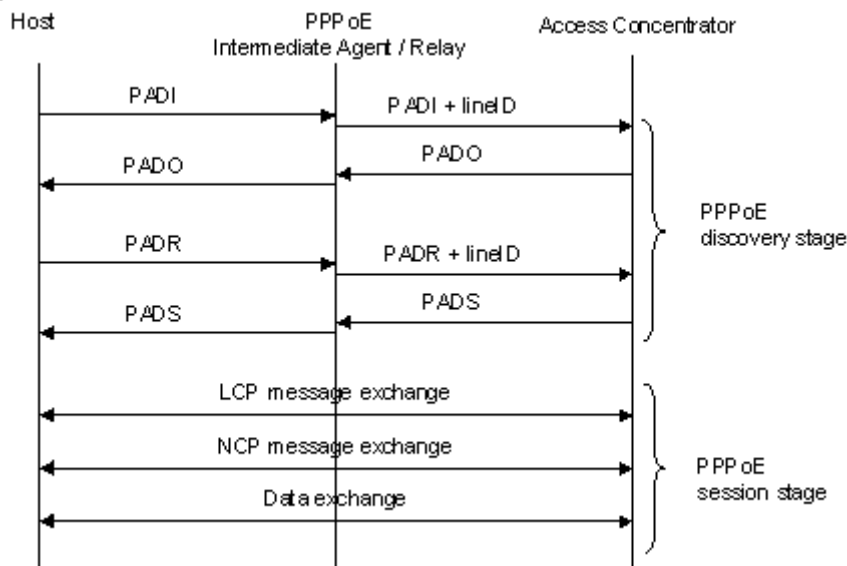 Host
PPPoE
Intermediate Agent / Relay
Access Concentrator
PADI
PADI + lineID
PADO
PADO
PADR
PADR + lineID
PADS
PADS
PPPoE
discovery stage
LCP message exchange
NCP message exchange
Data exchange
PPPoE
session stage